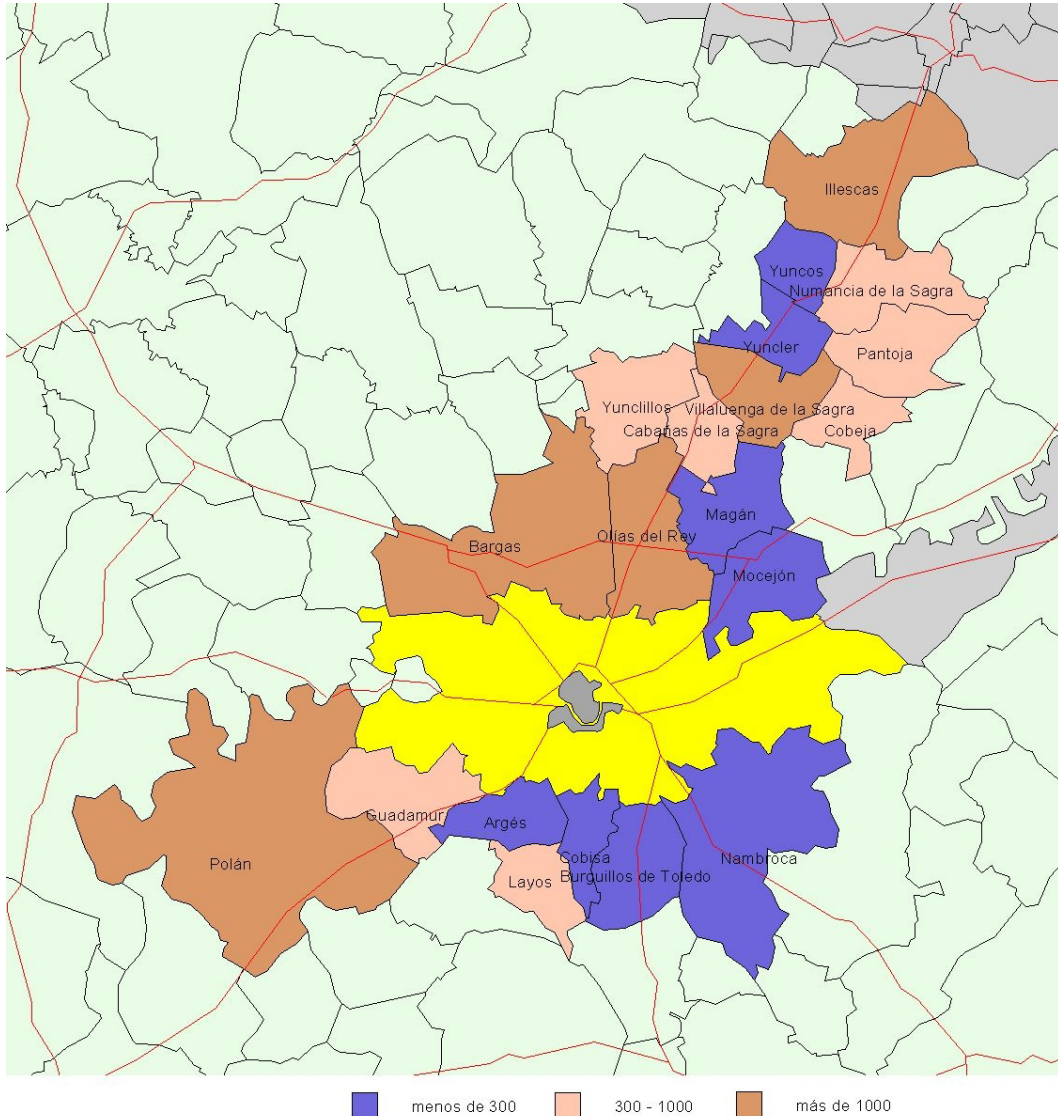 Illescas
Yuncos
Numancia de la Sagra
Yuncler
Pantoja
Yunclillos
Villaluenga de la Sagra
Cabañas de la Sagra
Cobeja
Magán
Olías del Rey
Bargas
Mocejón
Guadamur
Argés
Polán
Cobisa
Nambroca
Layos
Burguillos de Toledo
menos de 300
300 - 1000
más de 1000